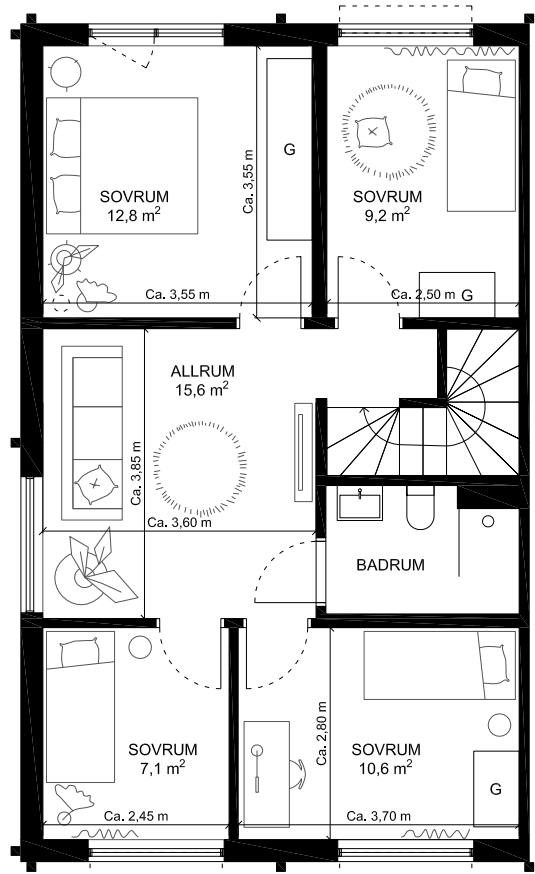 SOVRUM
12,8 m²
Ca. 3,55 m
G
Ca. 3,55 m
SOVRUM
9,2 m²
G
Ca. 2,50 m
ALLRUM
15,6 m²
Ca. 3,85 m
Ca. 3,60 m
BADRUM
SOVRUM
7,1 m²
Ca. 2,45 m
Ca. 2,80 m
SOVRUM
10,6 m²
G
Ca. 3,70 m